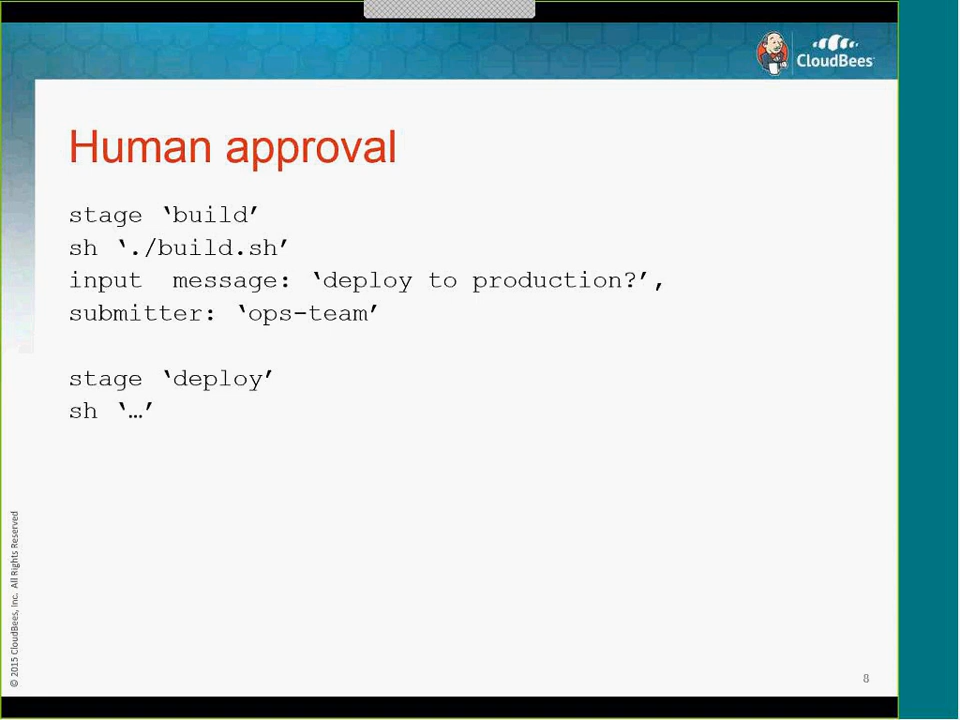 CloudBees
Human approval
stage ‘build’
sh ‘./build.sh’
input  message: ‘deploy to production?’,
submitter: ‘ops-team’
stage ‘deploy’
sh ‘…’
© 2015 CloudBees, Inc.  All Rights Reserved
8